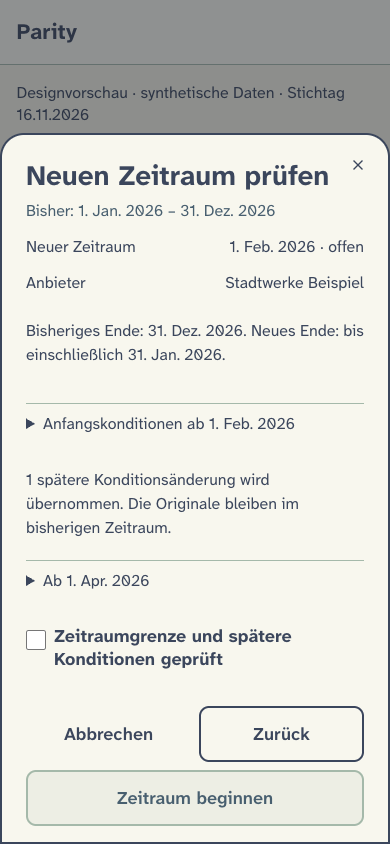 Parity
Designvorschau · synthetische Daten · Stichtag
16.11.2026
Neuen Zeitraum prüfen ×
Bisher: 1. Jan. 2026 – 31. Dez. 2026
Neuer Zeitraum 1. Feb. 2026 · offen
Anbieter Stadtwerke Beispiel
Bisheriges Ende: 31. Dez. 2026. Neues Ende: bis
einschließlich 31. Jan. 2026.
Anfangskonditionen ab 1. Feb. 2026
1 spätere Konditionsänderung wird
übernommen. Die Originale bleiben im
bisherigen Zeitraum.
Ab 1. Apr. 2026
Zeitraumgrenze und spätere
Konditionen geprüft
Abbrechen Zurück
Zeitraum beginnen